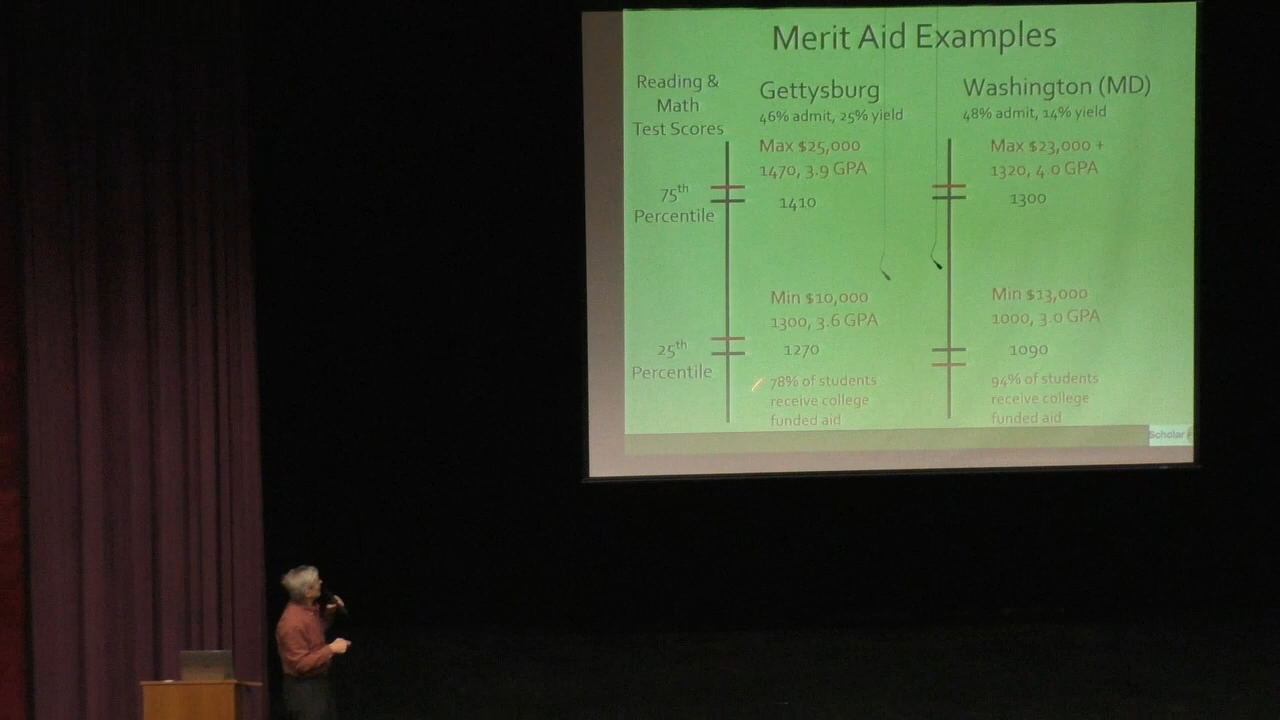 Merit Aid Examples
Reading &
Math
Test Scores
75th
Percentile
25th
Percentile
Gettysburg
46% admit, 25% yield
Max $25,000
1470, 3.9 GPA
1410
Min $10,000
1300, 3.6 GPA
1270
78% of students
receive college
funded aid
Washington (MD)
48% admit, 14% yield
Max $23,000 +
1320, 4.0 GPA
1300
Min $13,000
1000, 3.0 GPA
1090
94% of students
receive college
funded aid
Scholar